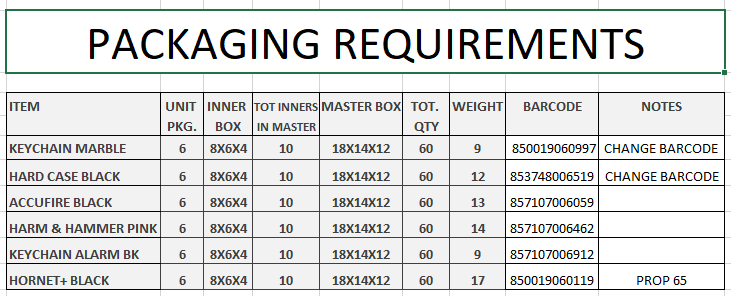 PACKAGING REQUIREMENTS
ITEM UNIT PKG. INNER BOX TOT INNERS IN MASTER MASTER BOX TOT. QTY WEIGHT BARCODE NOTES
KEYCHAIN MARBLE 6 8X6X4 10 18X14X12 60 9 850019060997 CHANGE BARCODE
HARD CASE BLACK 6 8X6X4 10 18X14X12 60 12 853748006519 CHANGE BARCODE
ACCUFIRE BLACK 6 8X6X4 10 18X14X12 60 13 857107006059
HARM & HAMMER PINK 6 8X6X4 10 18X14X12 60 14 857107006462
KEYCHAIN ALARM BK 6 8X6X4 10 18X14X12 60 9 857107006912
HORNET+ BLACK 6 8X6X4 10 18X14X12 60 17 850019060119 PROP 65